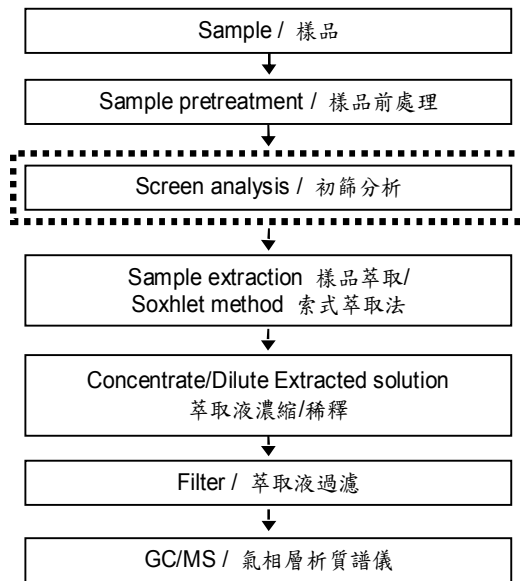 Sample / 樣品
Sample pretreatment / 樣品前處理
Screen analysis / 初篩分析
Sample extraction 樣品萃取/
Soxhlet method 索式萃取法
Concentrate/Dilute Extracted solution
萃取液濃縮/稀釋
Filter / 萃取液過濾
GC/MS / 氣相層析質譜儀